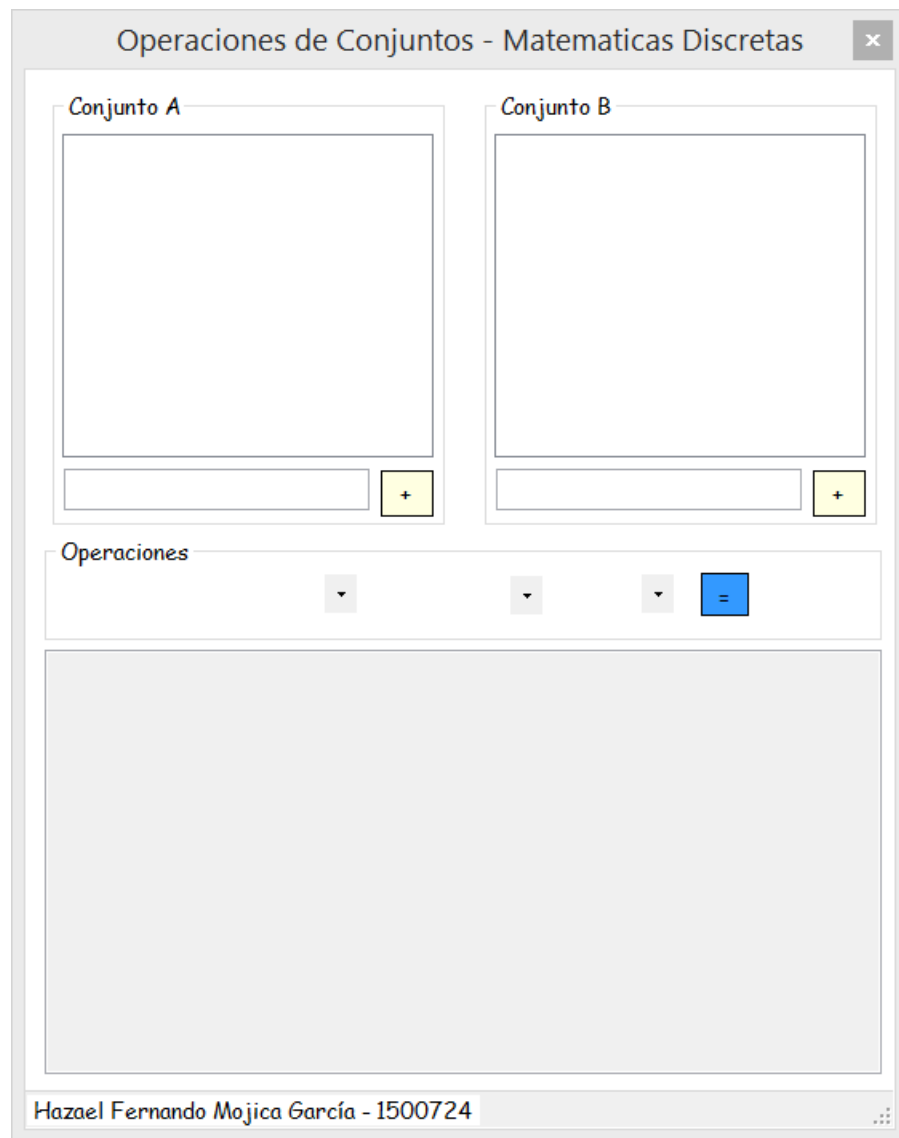 Operaciones de Conjuntos - Matematicas Discretas x
Conjunto A
Conjunto B
+
+
Operaciones
=
Hazael Fernando Mojica García - 1500724